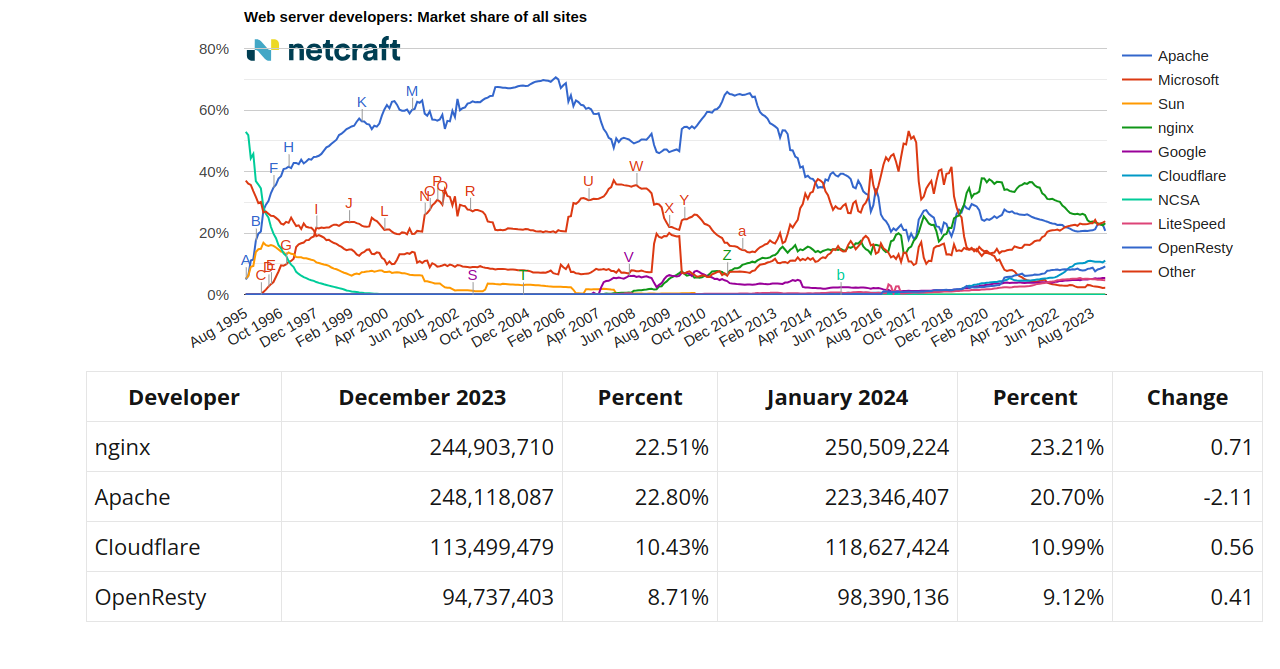 Web server developers: Market share of all sites
netcraft
80%
60%
40%
20%
0%
A
B
C
D
E
F
G
H
I
J
K
L
M
N
O
P
Q
R
S
T
U
V
W
X
Y
Z
a
b
Aug 1995
Oct 1996
Dec 1997
Feb 1999
Apr 2000
Jun 2001
Aug 2002
Oct 2003
Dec 2004
Feb 2006
Apr 2007
Jun 2008
Aug 2009
Oct 2010
Dec 2011
Feb 2013
Apr 2014
Jun 2015
Aug 2016
Oct 2017
Dec 2018
Feb 2020
Apr 2021
Jun 2022
Aug 2023
Apache
Microsoft
Sun
nginx
Google
Cloudflare
NCSA
LiteSpeed
OpenResty
Other
Developer December 2023 Percent January 2024 Percent Change
nginx 244,903,710 22.51% 250,509,224 23.21% 0.71
Apache 248,118,087 22.80% 223,346,407 20.70% -2.11
Cloudflare 113,499,479 10.43% 118,627,424 10.99% 0.56
OpenResty 94,737,403 8.71% 98,390,136 9.12% 0.41